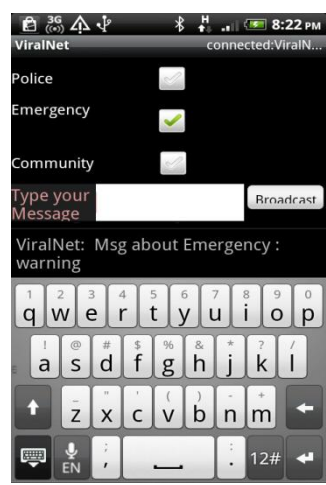 3G H 8:22 PM
ViralNet connected:ViralN...
Police
Emergency
Community
Type your
Message
Broadcast
ViralNet: Msg about Emergency :
warning
1 2 3 4 5 6 7 8 9 0
q w e r t y u i o p
! @ # $ % & * ? /
a s d f g h j k l
_ " ' ( ) - +
z x c v b n m
EN , ; . : 12#